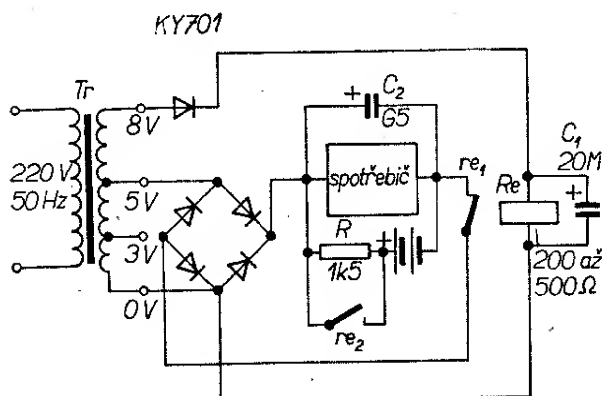 KY701
Tr
8V
5V
3V
0V
220V
50Hz
+
C2
G5
spotřebič
R
1k5
+
re1
re2
Re
C1
20M
+
200 až
500Ω